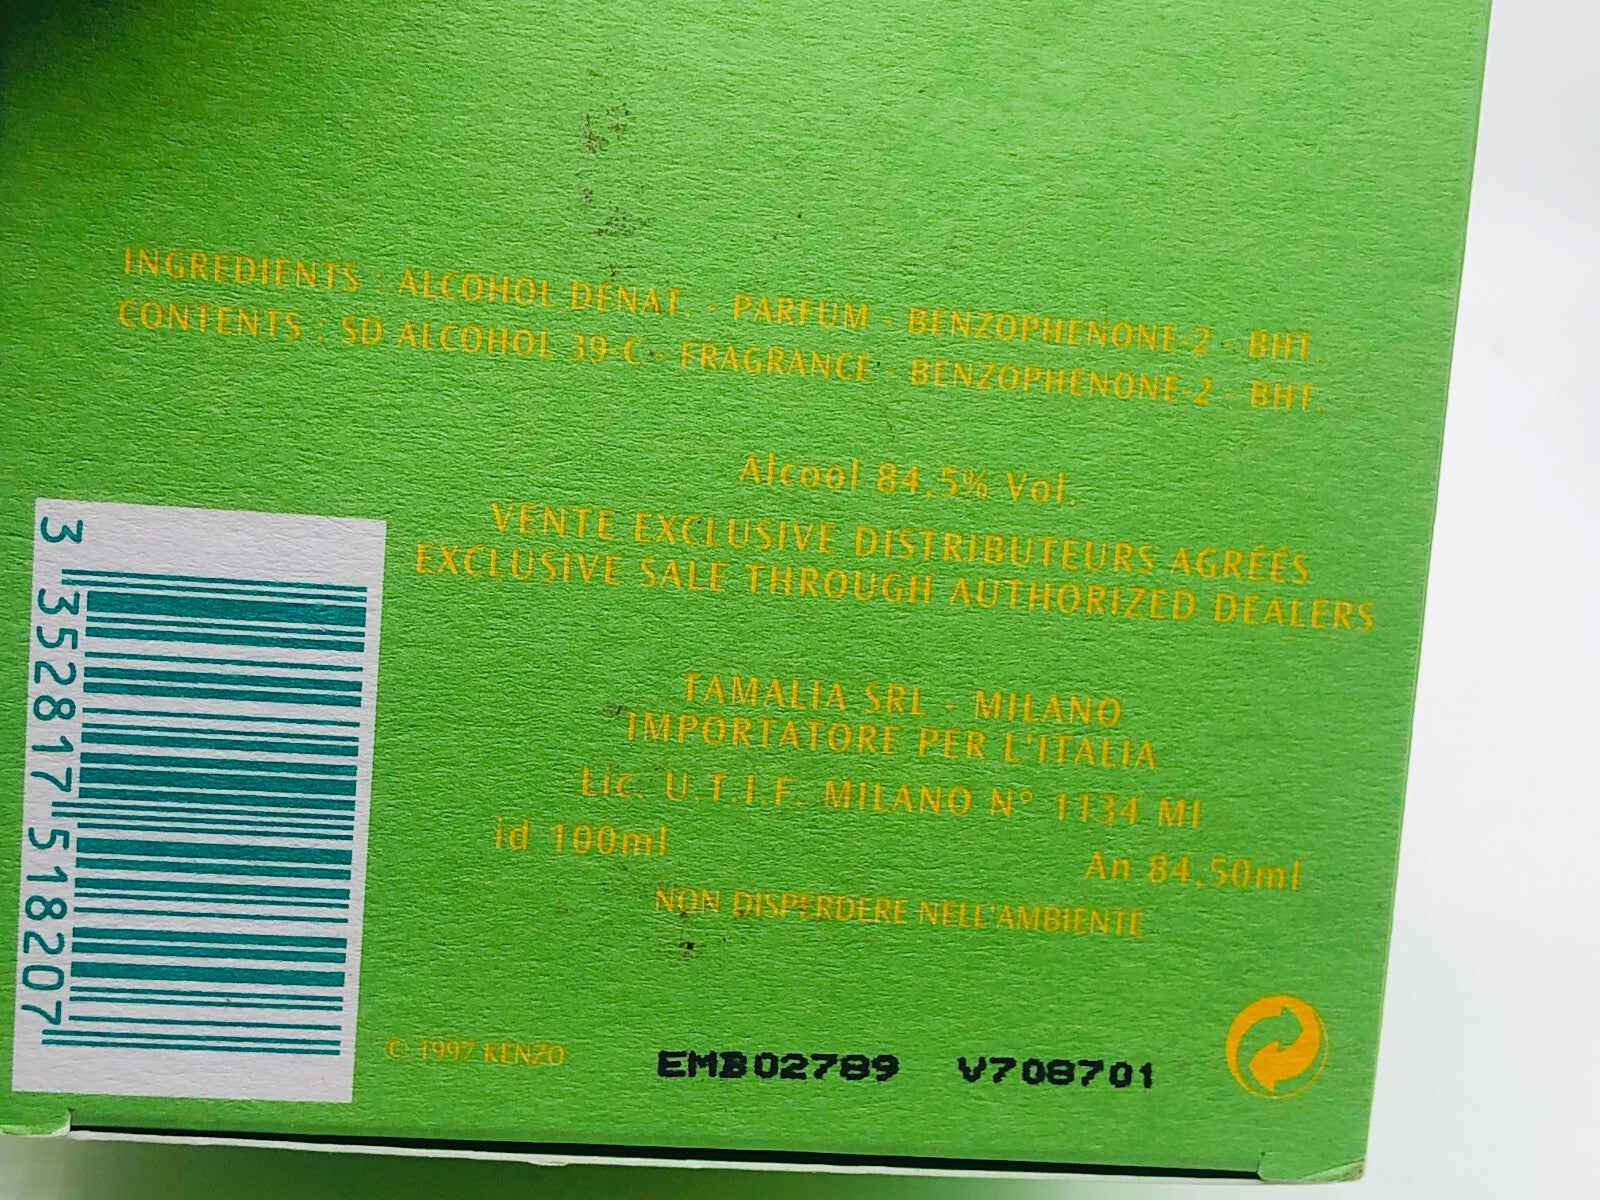 INGREDIENTS : ALCOHOL DENAT. - PARFUM - BENZOPHENONE-2 - BHT.
CONTENTS : SD ALCOHOL 39-C - FRAGRANCE - BENZOPHENONE-2 - BHT.
Alcool 84,5% Vol.
VENTE EXCLUSIVE DISTRIBUTEURS AGRÉÉS
EXCLUSIVE SALE THROUGH AUTHORIZED DEALERS
TAMALIA SRL - MILANO
IMPORTATORE PER L'ITALIA
Lic. U.T.I.F. MILANO N° 1134 MI
id 100ml An 84,50ml
NON DISPERDERE NELL'AMBIENTE
© 1997 KENZO EMB02789 V708701
3 352817 518207